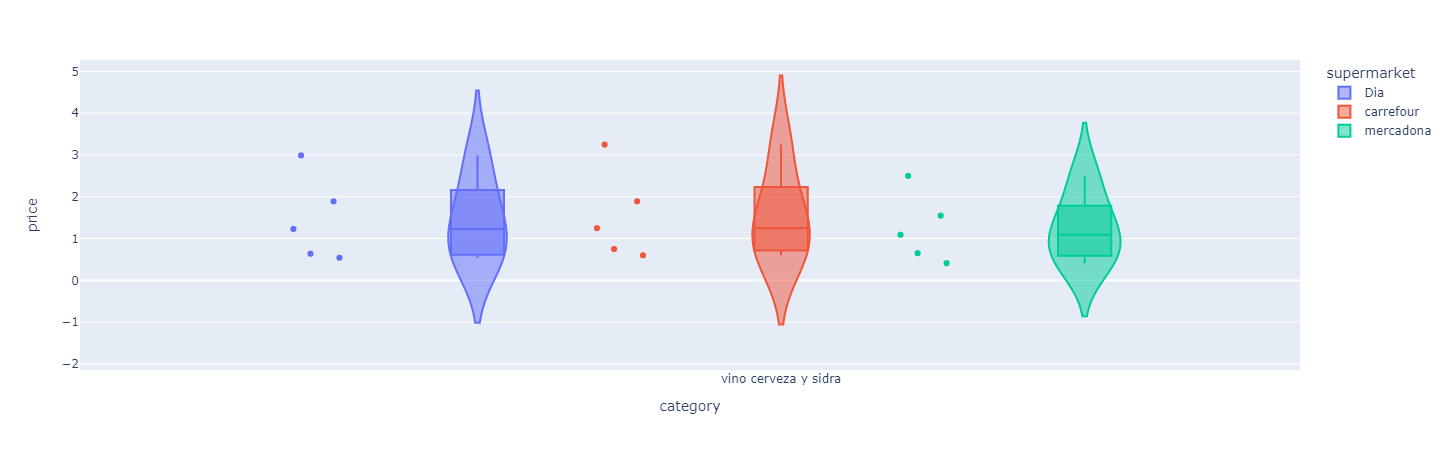 5
4
3
2
1
0
−1
−2
price
vino cerveza y sidra
category
supermarket
Dia
carrefour
mercadona